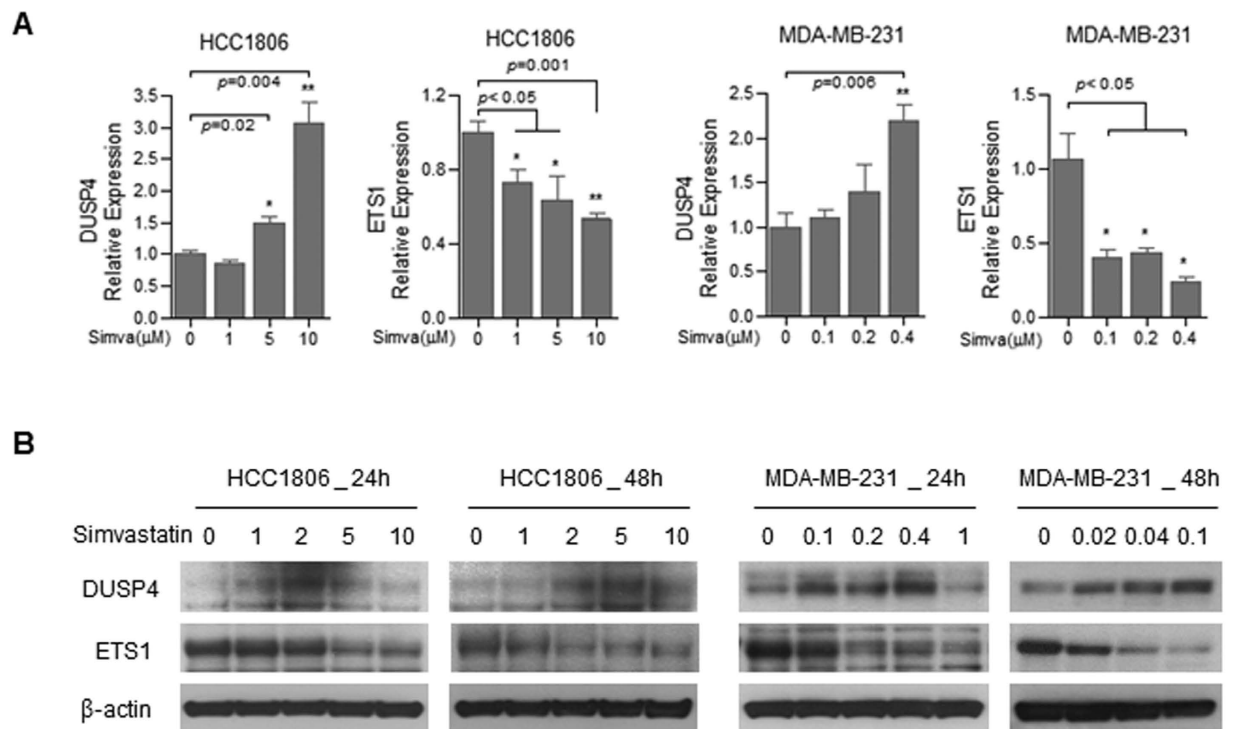 A
HCC1806
HCC1806
MDA-MB-231
MDA-MB-231
p=0.004
p=0.02
**
*
DUSP4
Relative Expression
3.5
3.0
2.5
2.0
1.5
1.0
0.5
0.0
Simva(μM) 0 1 5 10
p=0.001
p< 0.05
* * **
ETS1
Relative Expression
1.2
0.8
0.4
0.0
0 1 5 10
p=0.006
**
DUSP4
Relative Expression
2.5
2.0
1.5
1.0
0.5
0.0
Simva(μM) 0 0.1 0.2 0.4
p< 0.05
* * *
ETS1
Relative Expression
1.5
1.0
0.5
0.0
Simva(μM) 0 0.1 0.2 0.4
B
HCC1806 _ 24h
HCC1806 _ 48h
MDA-MB-231 _ 24h
MDA-MB-231 _ 48h
Simvastatin 0 1 2 5 10
0 1 2 5 10
0 0.1 0.2 0.4 1
0 0.02 0.04 0.1
DUSP4
ETS1
β-actin